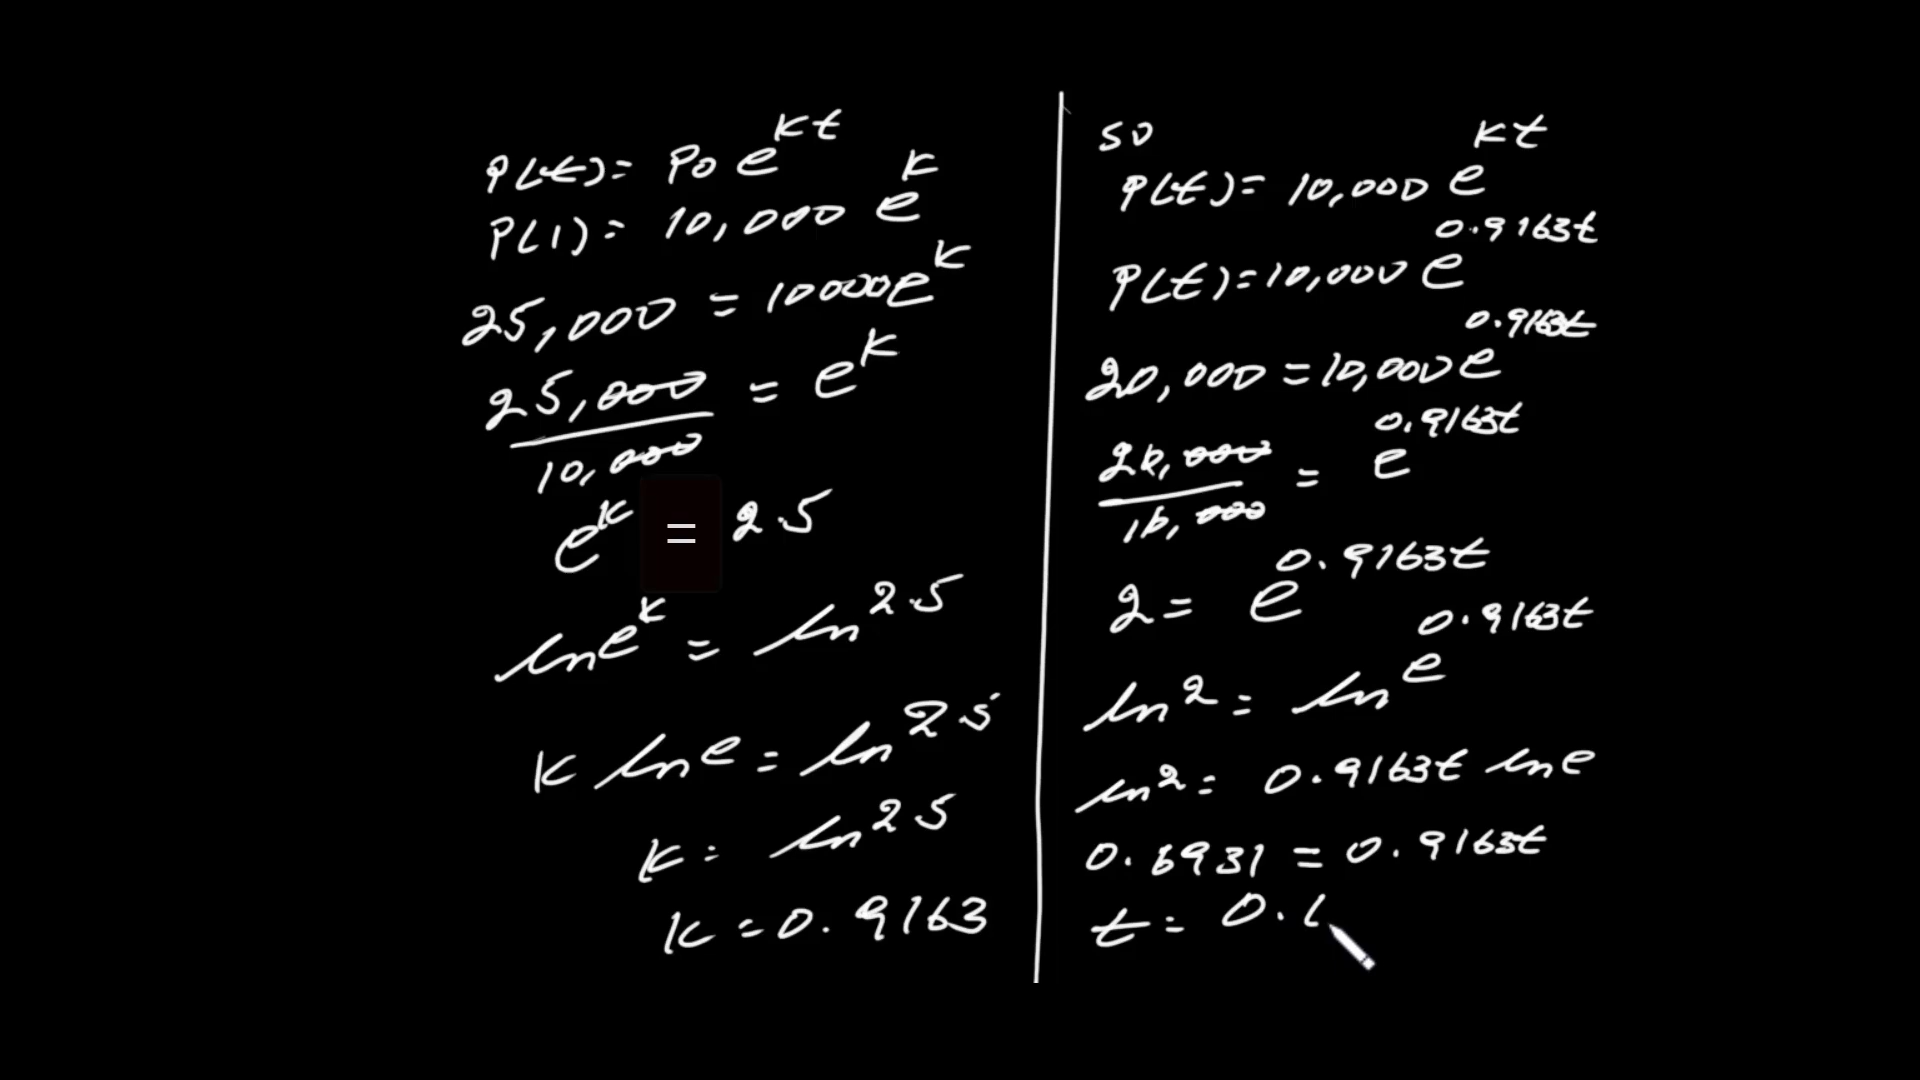 P(t) = P0 e^kt
P(1) = 10,000 e^k
25,000 = 10000e^k
25,000/10,000 = e^k
e^k = 2.5
ln e^k = ln 2.5
k ln e = ln 2.5
k = ln 2.5
k = 0.9163
so
P(t) = 10,000 e^kt
P(t) = 10,000 e^0.9163t
20,000 = 10,000 e^0.9163t
20,000/10,000 = e^0.9163t
2 = e^0.9163t
ln 2 = ln e^0.9163t
ln 2 = 0.9163t ln e
0.6931 = 0.9163t
t = 0.